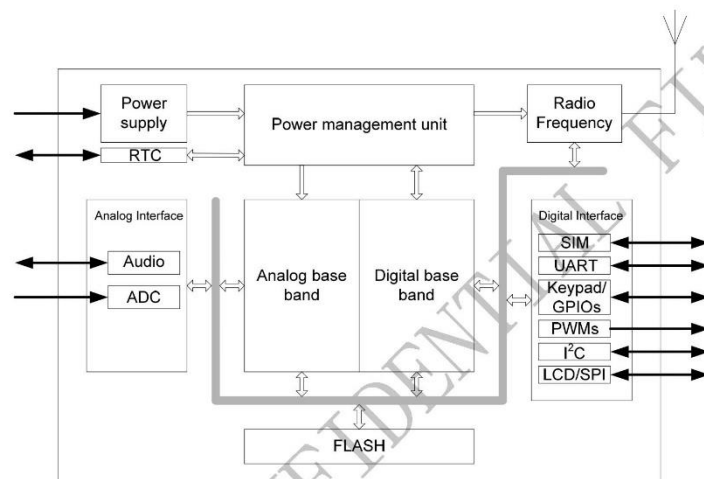 Power
supply
RTC
Power management unit
Radio
Frequency
Analog Interface
Audio
ADC
Analog base
band
Digital base
band
Digital Interface
SIM
UART
Keypad/
GPIOs
PWMs
I²C
LCD/SPI
FLASH